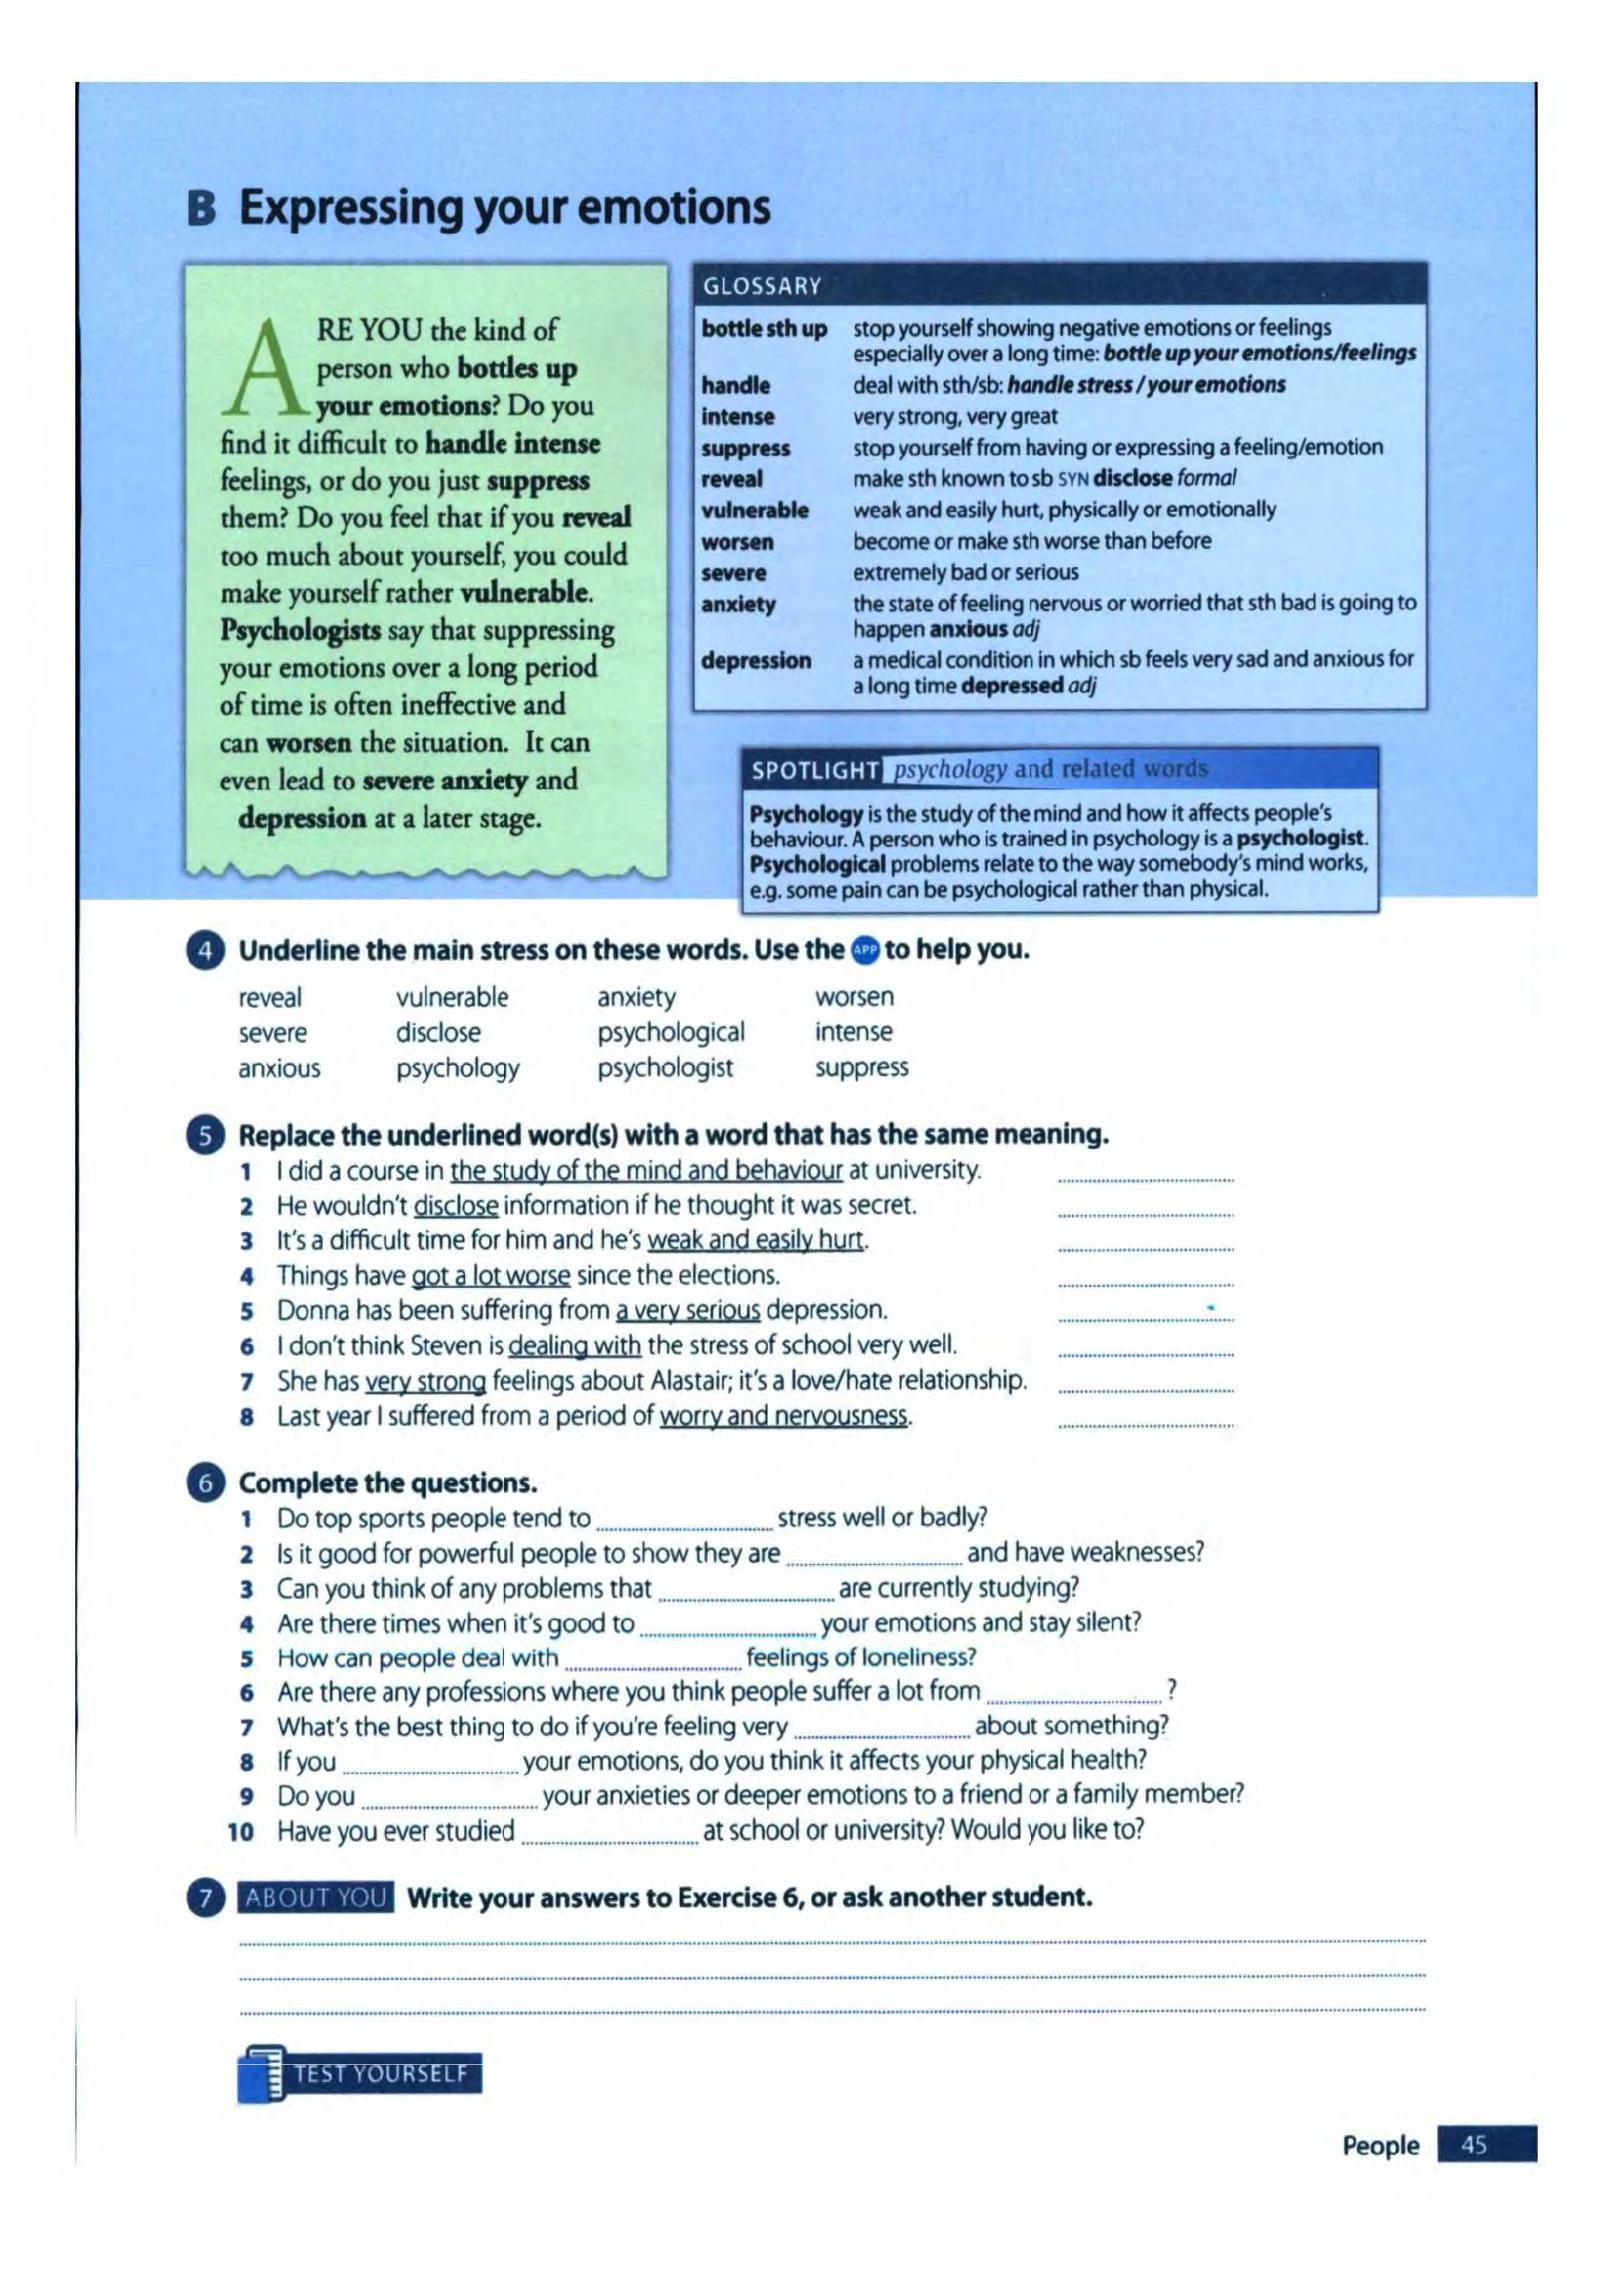 B Expressing your emotions
ARE YOU the kind of
person who bottles up
your emotions? Do you
find it difficult to handle intense
feelings, or do you just suppress
them? Do you feel that if you reveal
too much about yourself, you could
make yourself rather vulnerable.
Psychologists say that suppressing
your emotions over a long period
of time is often ineffective and
can worsen the situation. It can
even lead to severe anxiety and
depression at a later stage.
GLOSSARY
bottle sth up stop yourself showing negative emotions or feelings
especially over a long time: bottle up your emotions/feelings
handle deal with sth/sb: handle stress / your emotions
intense very strong, very great
suppress stop yourself from having or expressing a feeling/emotion
reveal make sth known to sb SYN disclose formal
vulnerable weak and easily hurt, physically or emotionally
worsen become or make sth worse than before
severe extremely bad or serious
anxiety the state of feeling nervous or worried that sth bad is going to
happen anxious adj
depression a medical condition in which sb feels very sad and anxious for
a long time depressed adj
SPOTLIGHT psychology and related words
Psychology is the study of the mind and how it affects people's
behaviour. A person who is trained in psychology is a psychologist.
Psychological problems relate to the way somebody's mind works,
e.g. some pain can be psychological rather than physical.
4 Underline the main stress on these words. Use the APP to help you.
reveal vulnerable anxiety worsen
severe disclose psychological intense
anxious psychology psychologist suppress
5 Replace the underlined word(s) with a word that has the same meaning.
1 I did a course in the study of the mind and behaviour at university. ....................
2 He wouldn't disclose information if he thought it was secret. ....................
3 It's a difficult time for him and he's weak and easily hurt. ....................
4 Things have got a lot worse since the elections. ....................
5 Donna has been suffering from a very serious depression. ....................
6 I don't think Steven is dealing with the stress of school very well. ....................
7 She has very strong feelings about Alastair; it's a love/hate relationship. ....................
8 Last year I suffered from a period of worry and nervousness. ....................
6 Complete the questions.
1 Do top sports people tend to .................... stress well or badly?
2 Is it good for powerful people to show they are .................... and have weaknesses?
3 Can you think of any problems that .................... are currently studying?
4 Are there times when it's good to .................... your emotions and stay silent?
5 How can people deal with .................... feelings of loneliness?
6 Are there any professions where you think people suffer a lot from .................... ?
7 What's the best thing to do if you're feeling very .................... about something?
8 If you .................... your emotions, do you think it affects your physical health?
9 Do you .................... your anxieties or deeper emotions to a friend or a family member?
10 Have you ever studied .................... at school or university? Would you like to?
7 ABOUT YOU Write your answers to Exercise 6, or ask another student.
TEST YOURSELF
People 45